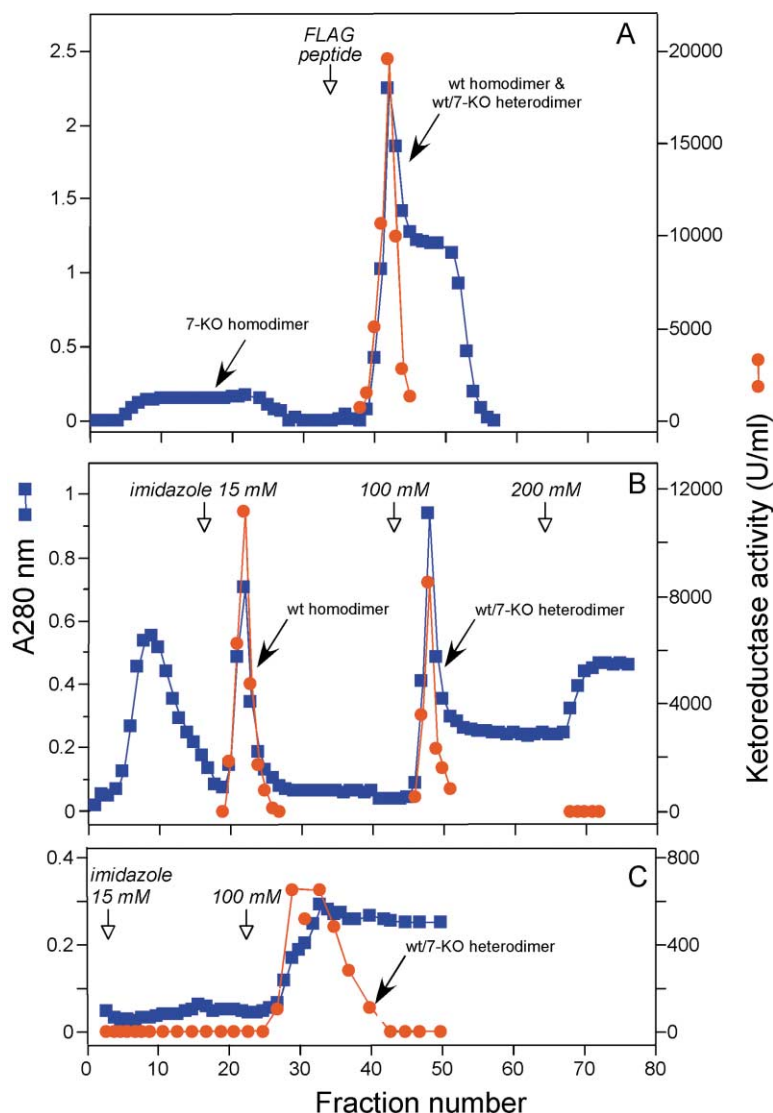 A
FLAG
peptide
wt homodimer &
wt/7-KO heterodimer
7-KO homodimer
2.5
2
1.5
1
0.5
0
20000
15000
10000
5000
0
B
imidazole 15 mM 100 mM 200 mM
wt homodimer
wt/7-KO heterodimer
1
0.8
0.6
0.4
0.2
0
12000
8000
4000
0
C
imidazole
15 mM 100 mM
wt/7-KO heterodimer
0.4
0.2
0
800
400
0
0 10 20 30 40 50 60 70 80
Fraction number
A280 nm
Ketoreductase activity (U/ml)